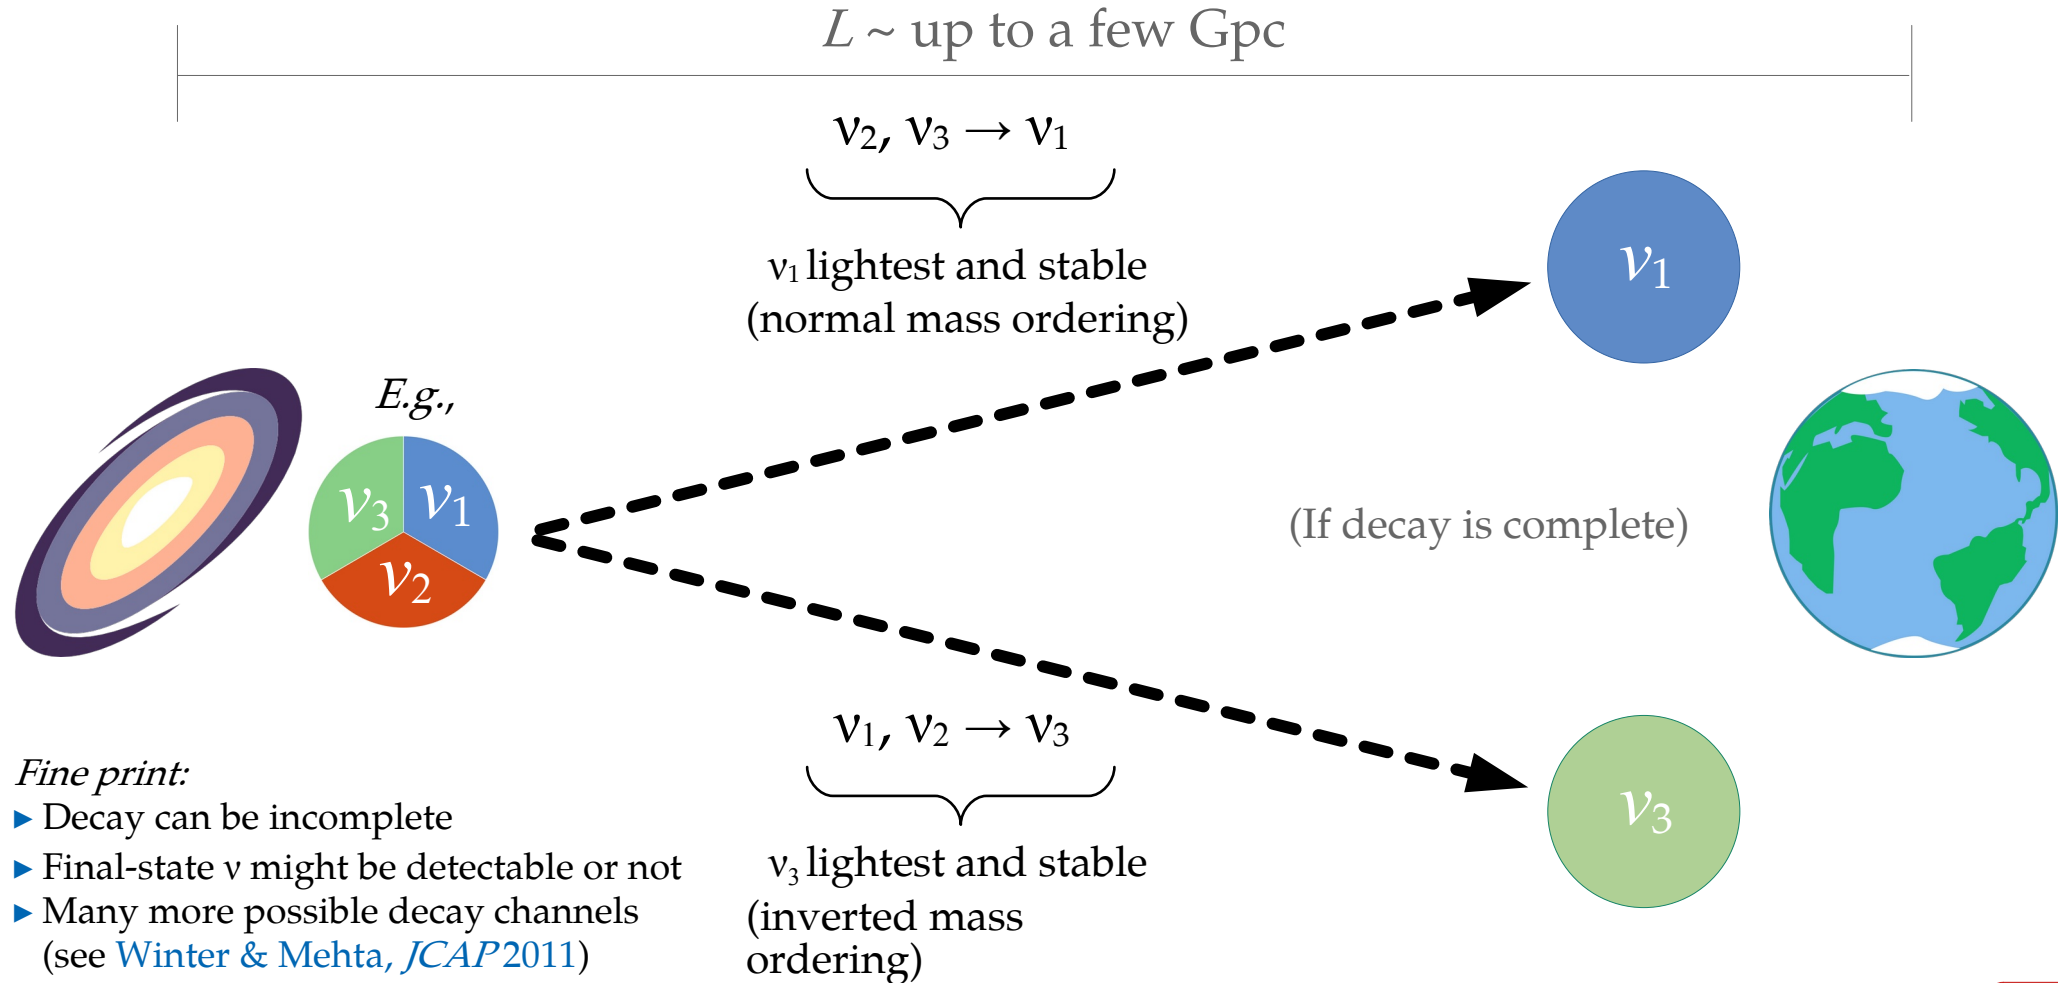 L ~ up to a few Gpc
ν₂, ν₃ → ν₁
ν₁ lightest and stable
(normal mass ordering)
ν₁
E.g.,
ν₃ ν₁
ν₂
(If decay is complete)
ν₁, ν₂ → ν₃
ν₃ lightest and stable
(inverted mass
ordering)
ν₃
Fine print:
▸ Decay can be incomplete
▸ Final-state ν might be detectable or not
▸ Many more possible decay channels
(see Winter & Mehta, JCAP 2011)